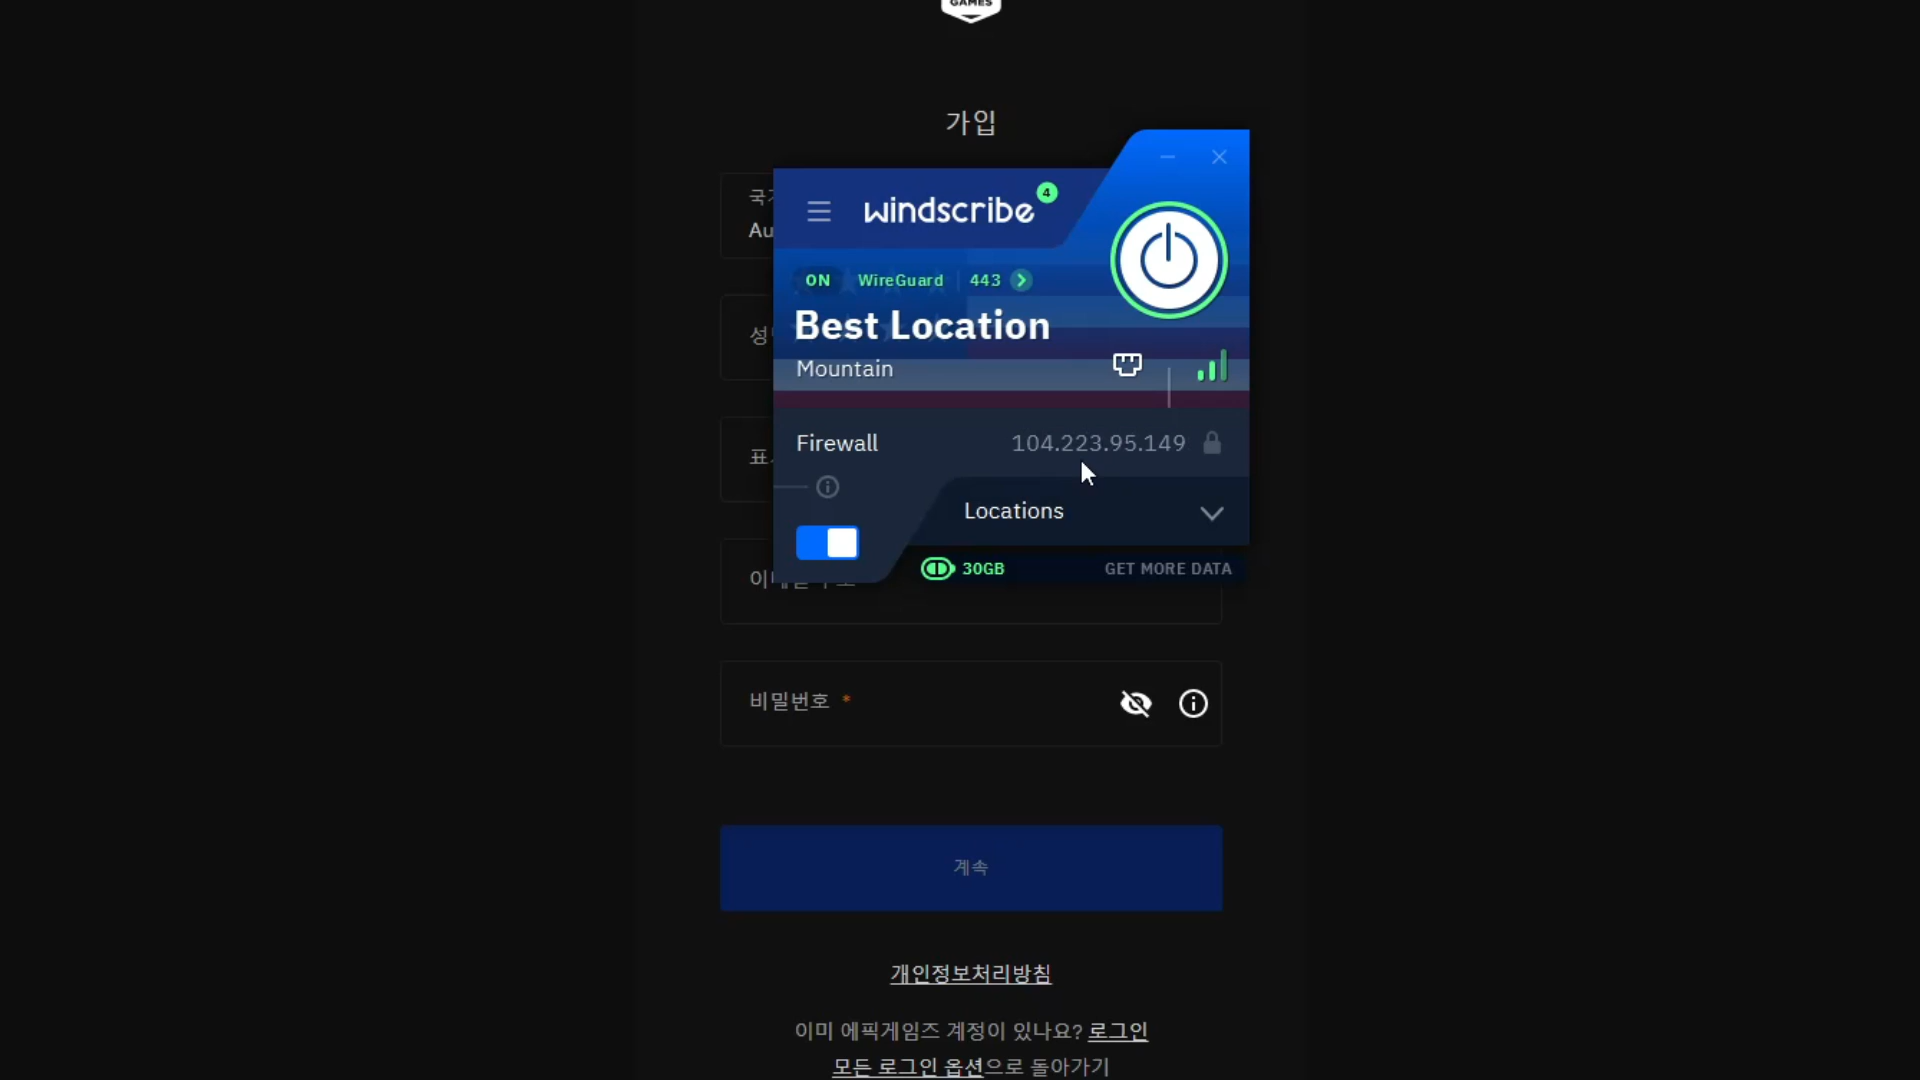 GAMES
가입
windscribe
4
Au
ON WireGuard 443
Best Location
Mountain
Firewall 104.223.95.149
Locations
30GB GET MORE DATA
비밀번호 *
계속
개인정보처리방침
이미 에픽게임즈 계정이 있나요? 로그인
모든 로그인 옵션으로 돌아가기